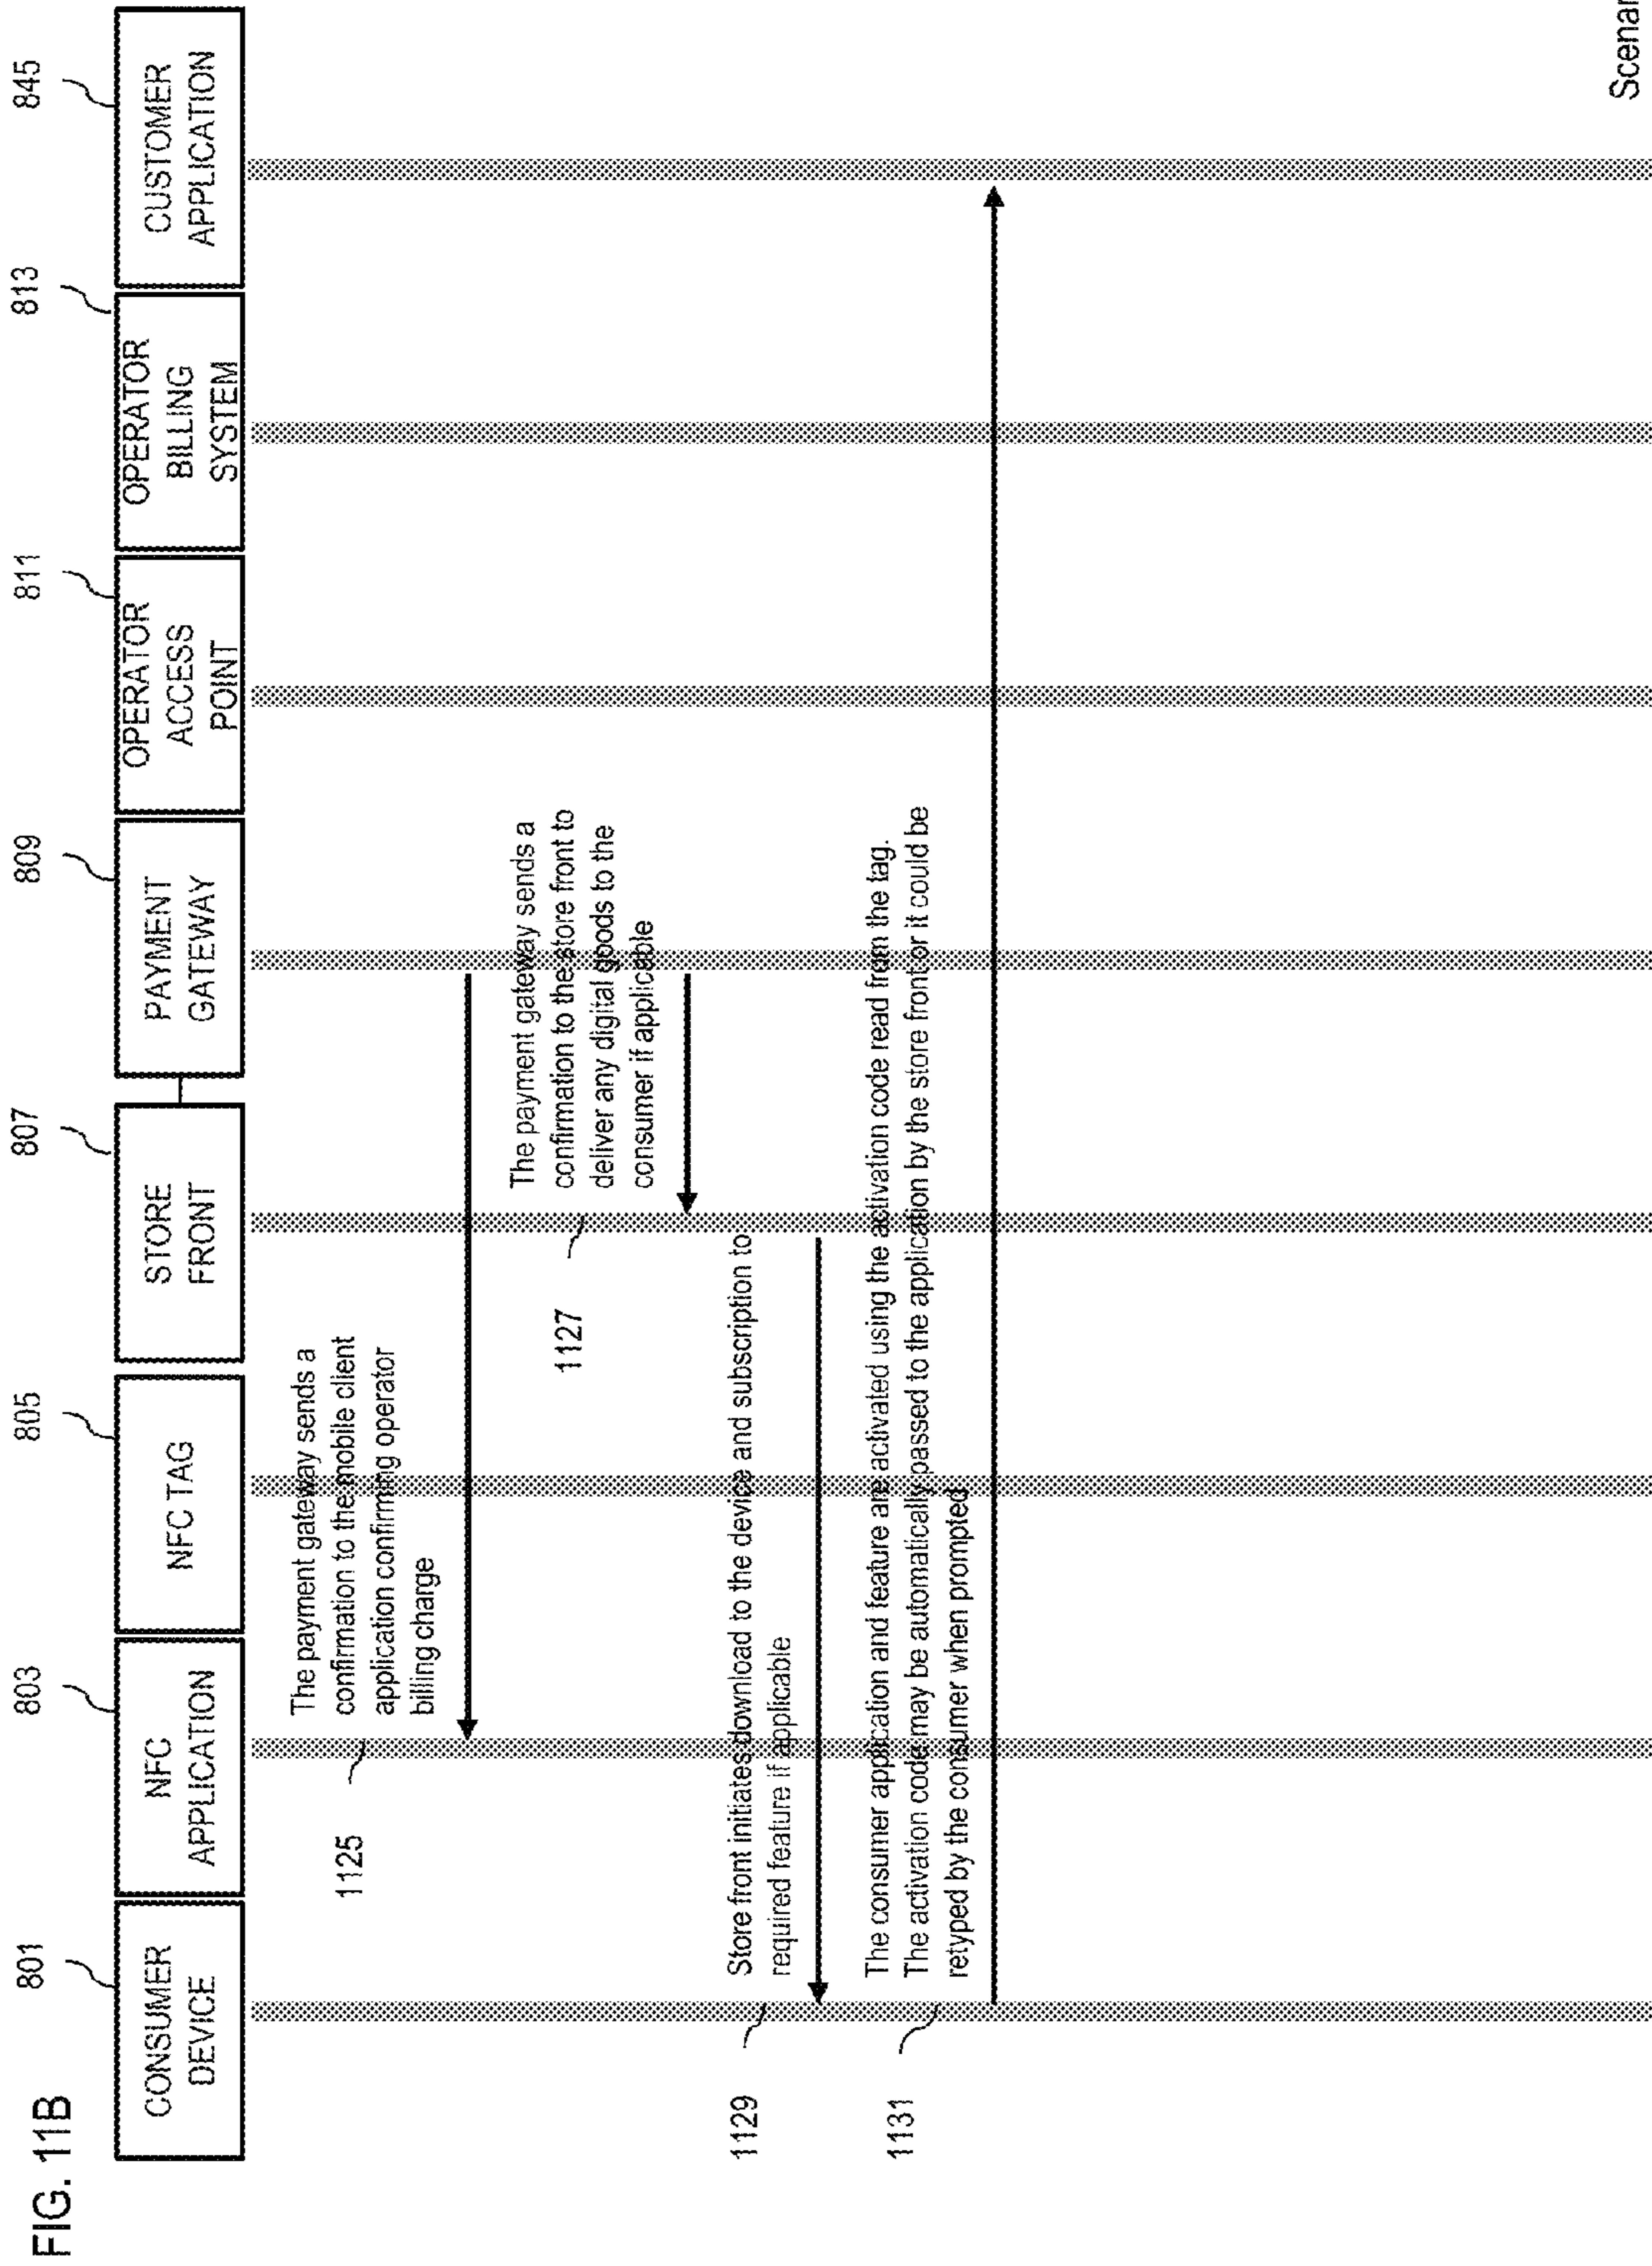 FIG. 11B
801
803
805
807
809
811
813
845
CONSUMER
DEVICE
NFC
APPLICATION
NFC TAG
STORE
FRONT
PAYMENT
GATEWAY
OPERATOR
ACCESS
POINT
OPERATOR
BILLING
SYSTEM
CUSTOMER
APPLICATION
1125
The payment gateway sends a
confirmation to the mobile client
application confirming operator
billing charge
1127
The payment gateway sends a
confirmation to the store front to
deliver any digital goods to the
consumer if applicable
1129
Store front initiates download to the device and subscription to
required feature if applicable
1131
The consumer application and feature are activated using the activation code read from the tag.
The activation code may be automatically passed to the application by the store front or it could be
retyped by the consumer when prompted